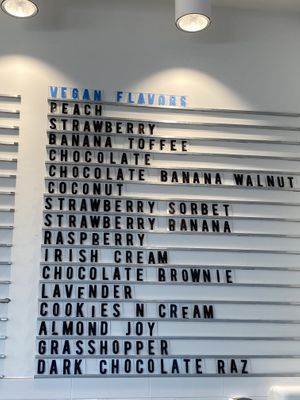 VEGAN FLAVORS
PEACH
STRAWBERRY
BANANA TOFFEE
CHOCOLATE
CHOCOLATE BANANA WALNUT
COCONUT
STRAWBERRY SORBET
STRAWBERRY BANANA
RASPBERRY
IRISH CREAM
CHOCOLATE BROWNIE
LAVENDER
COOKIES N CREAM
ALMOND JOY
GRASSHOPPER
DARK CHOCOLATE RAZ